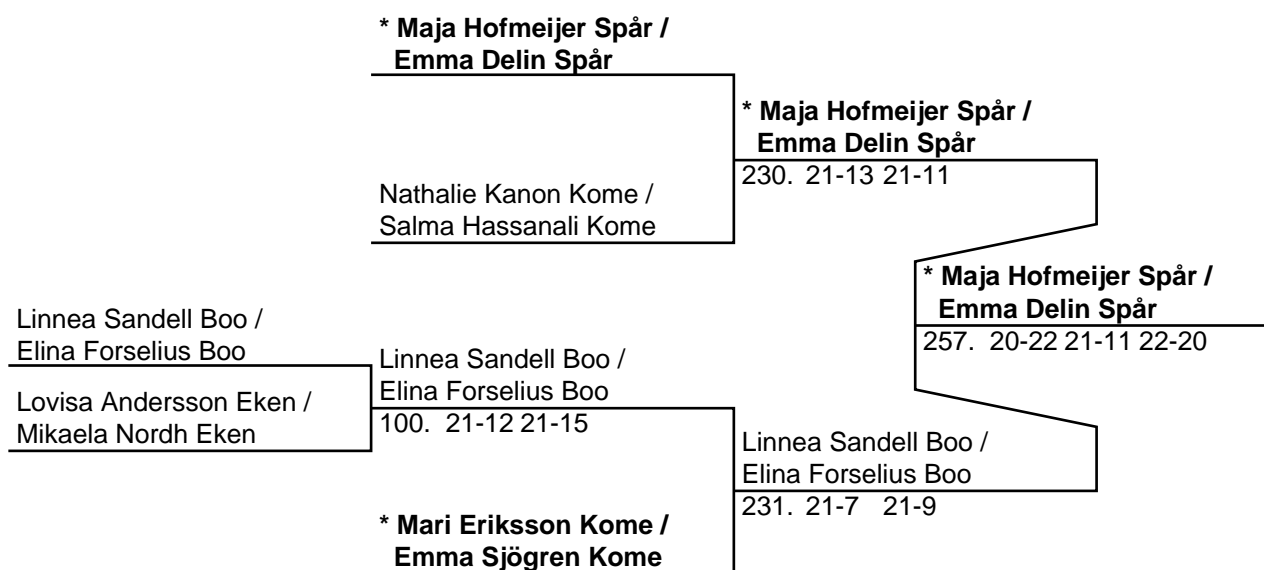 * Maja Hofmeijer Spår /
Emma Delin Spår
* Maja Hofmeijer Spår /
Emma Delin Spår
230. 21-13 21-11
Nathalie Kanon Kome /
Salma Hassanali Kome
* Maja Hofmeijer Spår /
Emma Delin Spår
257. 20-22 21-11 22-20
Linnea Sandell Boo /
Elina Forselius Boo
Linnea Sandell Boo /
Elina Forselius Boo
100. 21-12 21-15
Lovisa Andersson Eken /
Mikaela Nordh Eken
Linnea Sandell Boo /
Elina Forselius Boo
231. 21-7 21-9
* Mari Eriksson Kome /
Emma Sjögren Kome